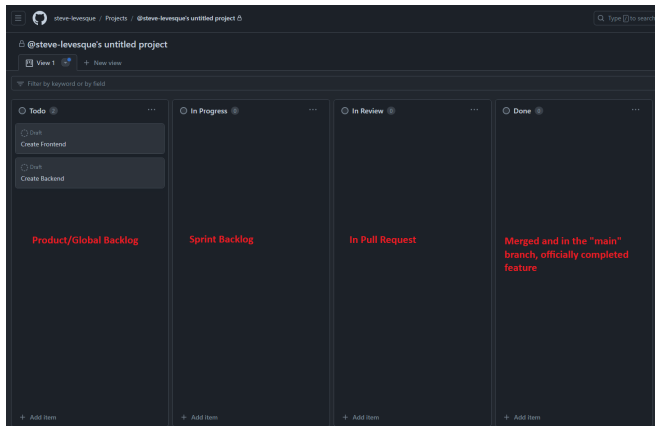 steve-levesque / Projects / @steve-levesque's untitled project
Type / to search
@steve-levesque's untitled project
View 1
+ New view
Filter by keyword or by field
Todo 2
In Progress 0
In Review 0
Done 0
Draft
Create Frontend
Draft
Create Backend
Product/Global Backlog
Sprint Backlog
In Pull Request
Merged and in the "main"
branch, officially completed
feature
+ Add item
+ Add item
+ Add item
+ Add item